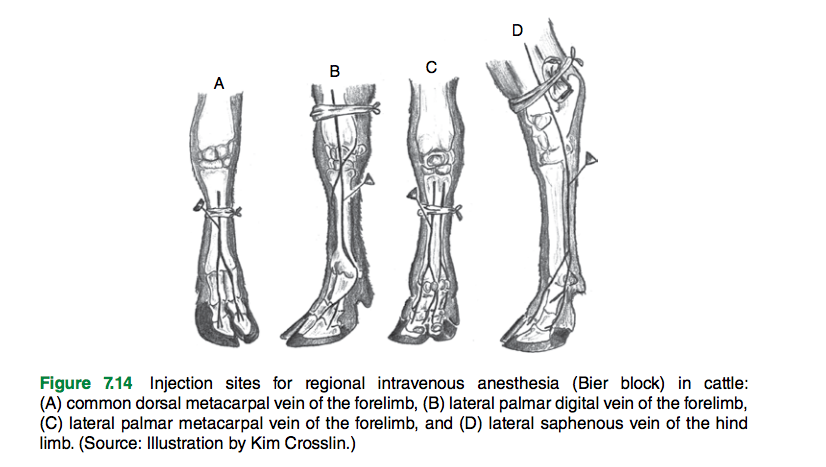 A
B
C
D
Figure 7.14 Injection sites for regional intravenous anesthesia (Bier block) in cattle:
(A) common dorsal metacarpal vein of the forelimb, (B) lateral palmar digital vein of the forelimb,
(C) lateral palmar metacarpal vein of the forelimb, and (D) lateral saphenous vein of the hind
limb. (Source: Illustration by Kim Crosslin.)